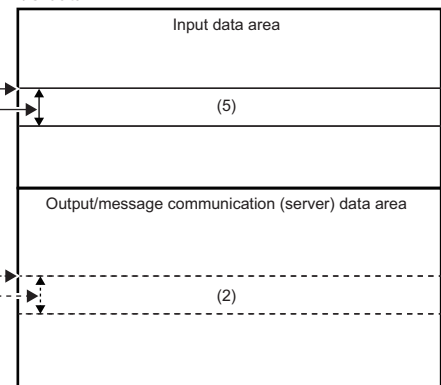 Input data area
(5)
Output/message communication (server) data area
(2)